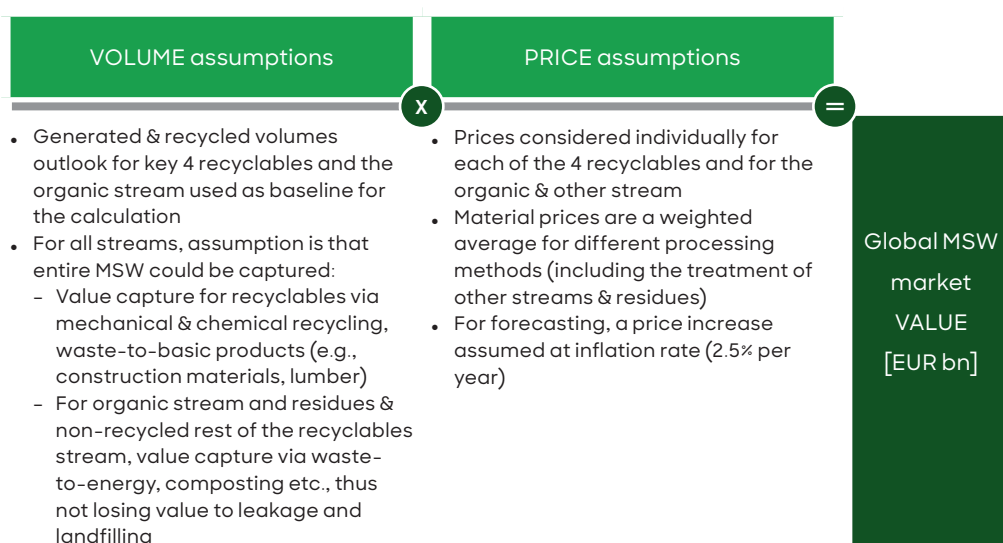 VOLUME assumptions
X
PRICE assumptions
=
• Generated & recycled volumes
outlook for key 4 recyclables and the
organic stream used as baseline for
the calculation
• For all streams, assumption is that
entire MSW could be captured:
– Value capture for recyclables via
mechanical & chemical recycling,
waste-to-basic products (e.g.,
construction materials, lumber)
– For organic stream and residues &
non-recycled rest of the recyclables
stream, value capture via waste-
to-energy, composting etc., thus
not losing value to leakage and
landfilling
• Prices considered individually for
each of the 4 recyclables and for the
organic & other stream
• Material prices are a weighted
average for different processing
methods (including the treatment of
other streams & residues)
• For forecasting, a price increase
assumed at inflation rate (2.5% per
year)
Global MSW
market
VALUE
[EUR bn]